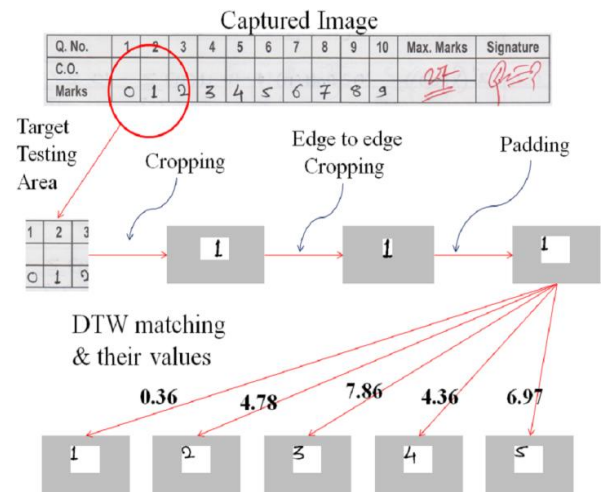 Captured Image
Q. No. 1 2 3 4 5 6 7 8 9 10 Max. Marks Signature
C.O. 27
Marks 0 1 2 3 4 5 6 7 8 9
Target
Testing
Area
Cropping
Edge to edge
Cropping
Padding
1 2 3
0 1 2
1
1
1
DTW matching
& their values
0.36 4.78 7.86 4.36 6.97
1 2 3 4 5